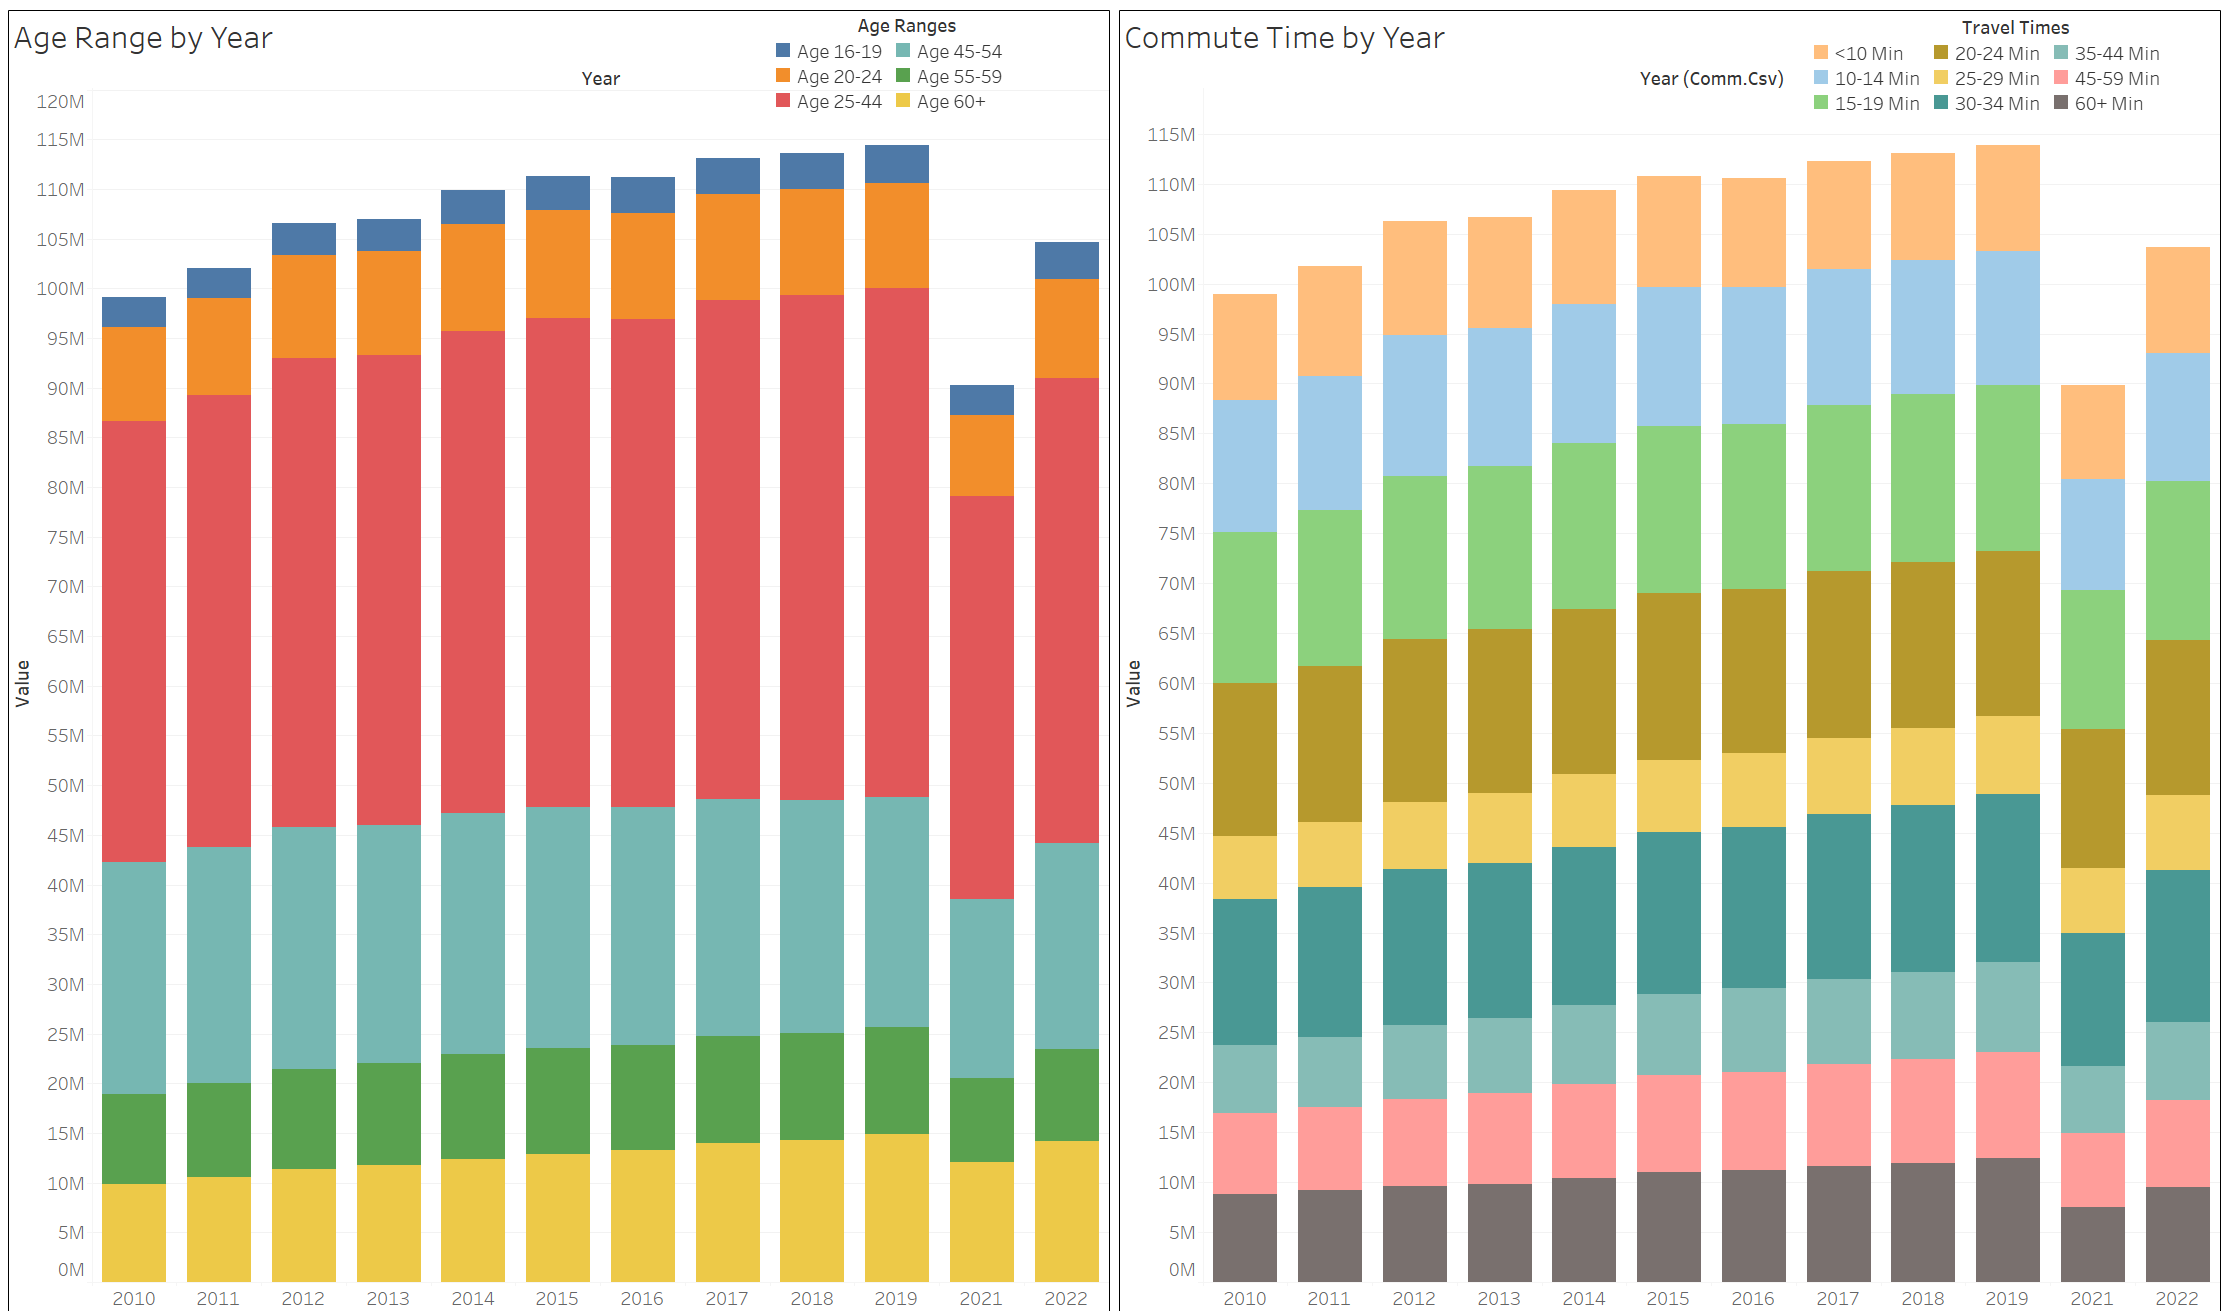 Age Range by Year
Age Ranges
Age 16-19 Age 45-54
Age 20-24 Age 55-59
Age 25-44 Age 60+
Year
120M
115M
110M
105M
100M
95M
90M
85M
80M
75M
70M
65M
60M
55M
50M
45M
40M
35M
30M
25M
20M
15M
10M
5M
0M
Value
2010 2011 2012 2013 2014 2015 2016 2017 2018 2019 2021 2022
Commute Time by Year
Travel Times
<10 Min 20-24 Min 35-44 Min
10-14 Min 25-29 Min 45-59 Min
15-19 Min 30-34 Min 60+ Min
Year (Comm.Csv)
115M
110M
105M
100M
95M
90M
85M
80M
75M
70M
65M
60M
55M
50M
45M
40M
35M
30M
25M
20M
15M
10M
5M
0M
Value
2010 2011 2012 2013 2014 2015 2016 2017 2018 2019 2021 2022